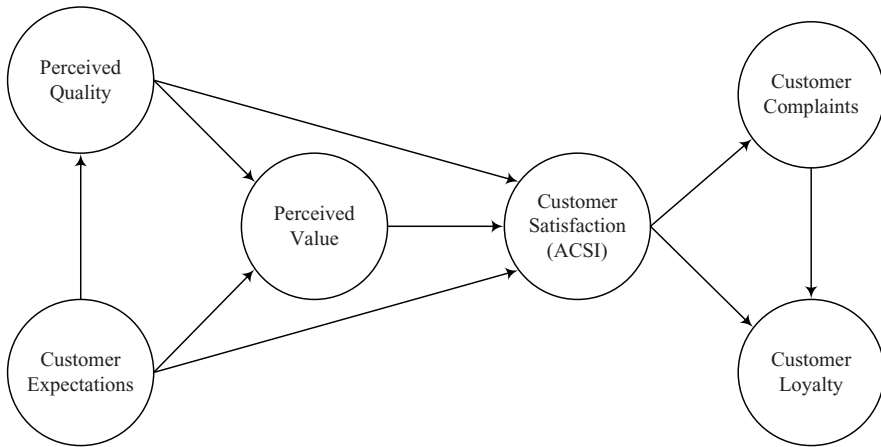 Perceived
Quality
Customer
Complaints
Perceived
Value
Customer
Satisfaction
(ACSI)
Customer
Expectations
Customer
Loyalty